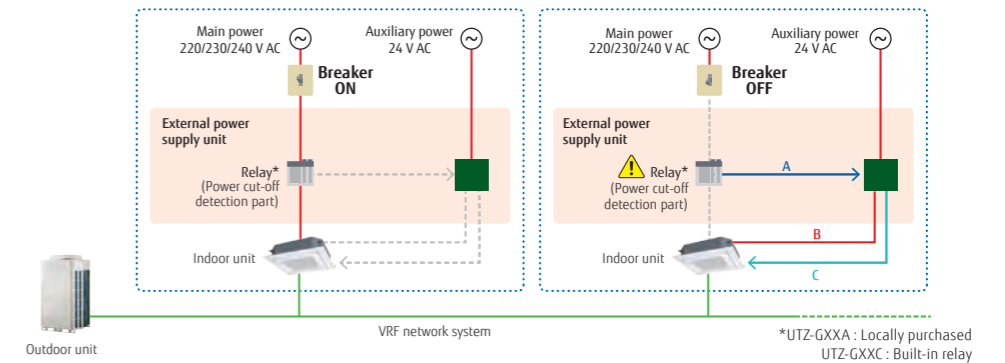 Main power
220/230/240 V AC
Auxiliary power
24 V AC
Breaker
ON
External power
supply unit
Relay*
(Power cut-off
detection part)
Indoor unit
Main power
220/230/240 V AC
Auxiliary power
24 V AC
Breaker
OFF
External power
supply unit
Relay*
(Power cut-off
detection part)
A
B
C
Indoor unit
Outdoor unit
VRF network system
*UTZ-GXXA : Locally purchased
UTZ-GXXC : Built-in relay